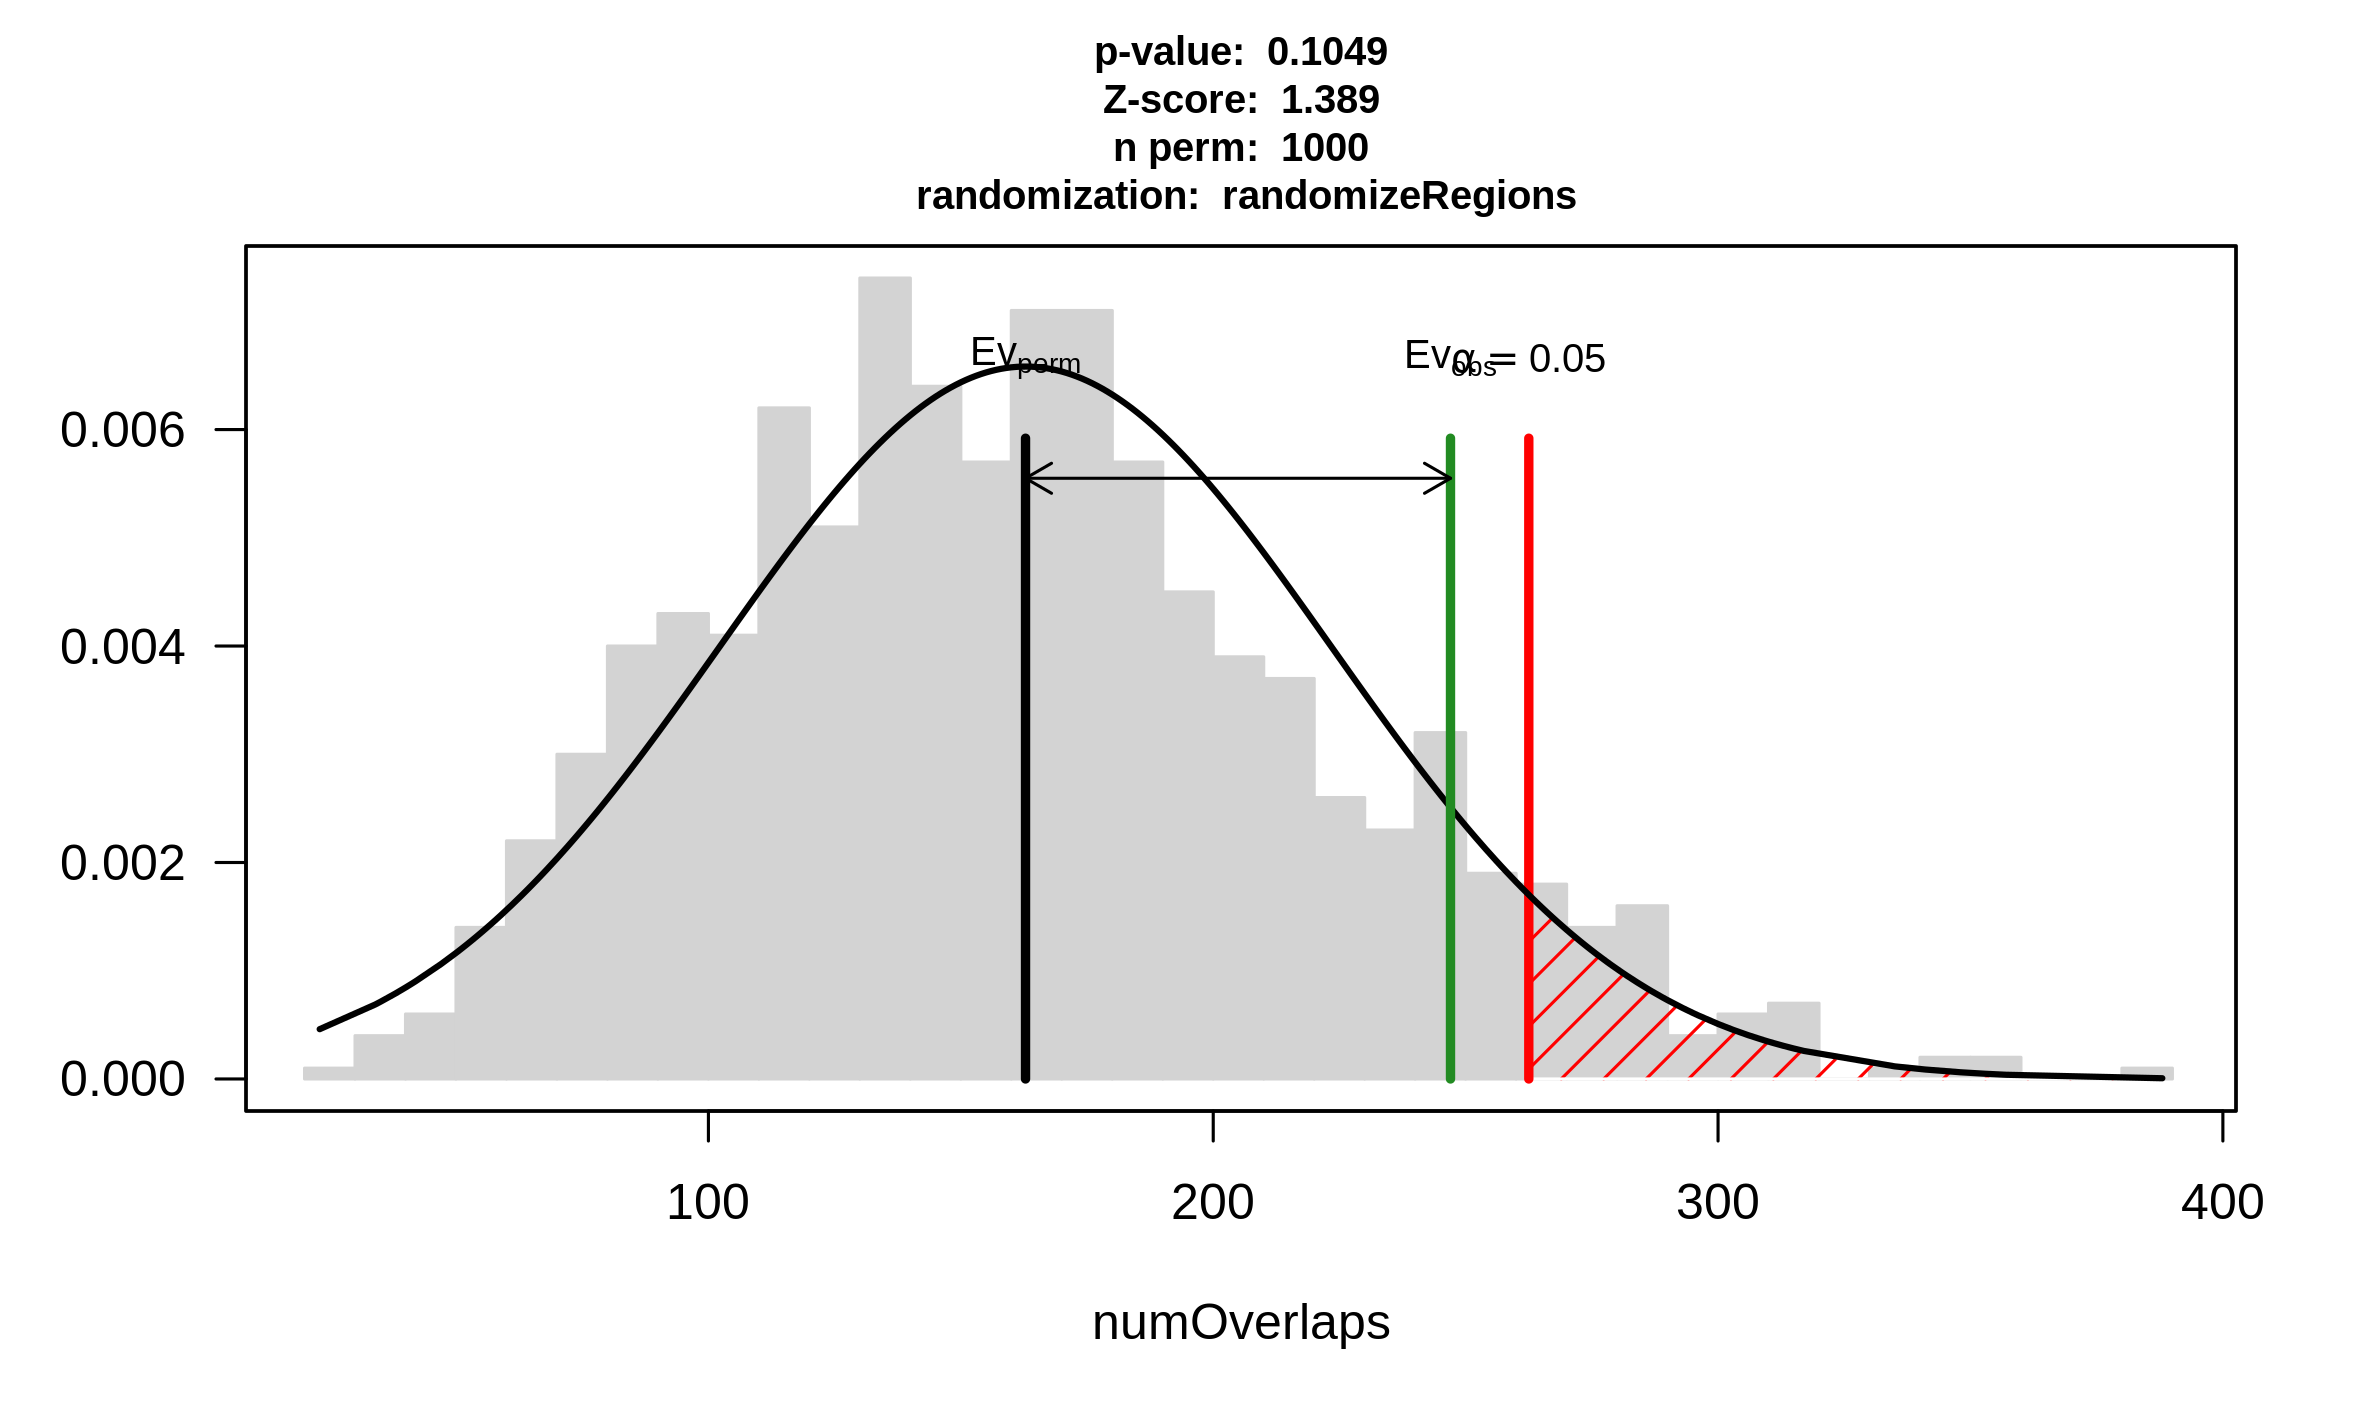 p-value: 0.1049
Z-score: 1.389
n perm: 1000
randomization: randomizeRegions
Evperm
Evobs
α = 0.05
0.006
0.004
0.002
0.000
100 200 300 400
numOverlaps